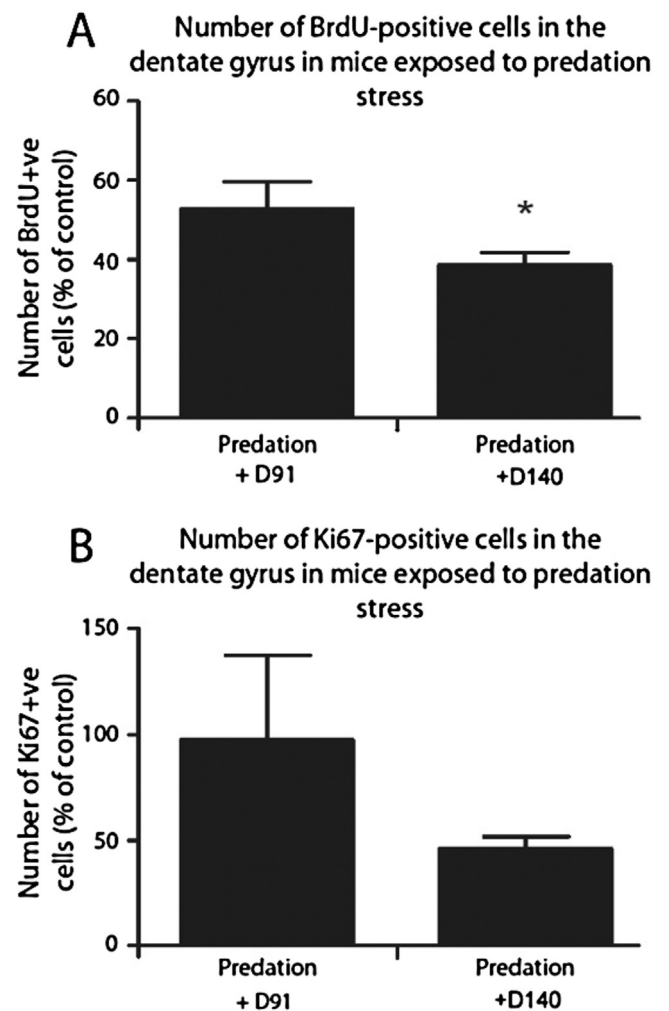 A
Number of BrdU-positive cells in the
dentate gyrus in mice exposed to predation
stress
Number of BrdU+ve
cells (% of control)
60
60
40
20
0
*
Predation
+ D91
Predation
+D140
B
Number of Ki67-positive cells in the
dentate gyrus in mice exposed to predation
stress
Number of Ki67+ve
cells (% of control)
150
100
50
0
Predation
+ D91
Predation
+D140